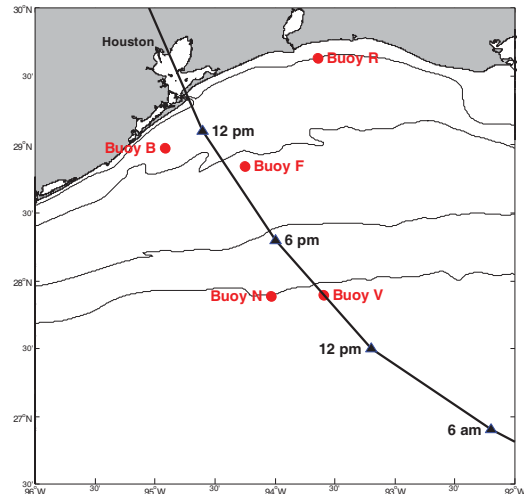 30°N
Houston
Buoy R
30'
12 pm
29°N
Buoy B
Buoy F
30'
6 pm
28°N
Buoy N
Buoy V
30'
12 pm
27°N
6 am
30'
96°W
30'
95°W
30'
94°W
30'
93°W
30'
92°W